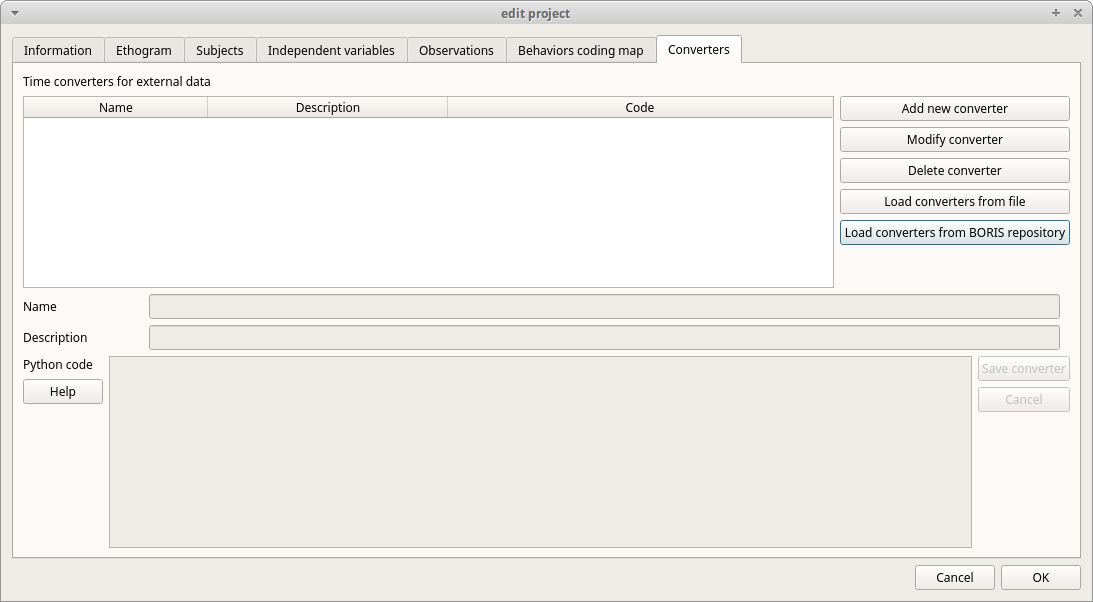 edit project
Information Ethogram Subjects Independent variables Observations Behaviors coding map Converters
Time converters for external data
Name Description Code
Add new converter
Modify converter
Delete converter
Load converters from file
Load converters from BORIS repository
Name
Description
Python code
Help
Save converter
Cancel
Cancel OK